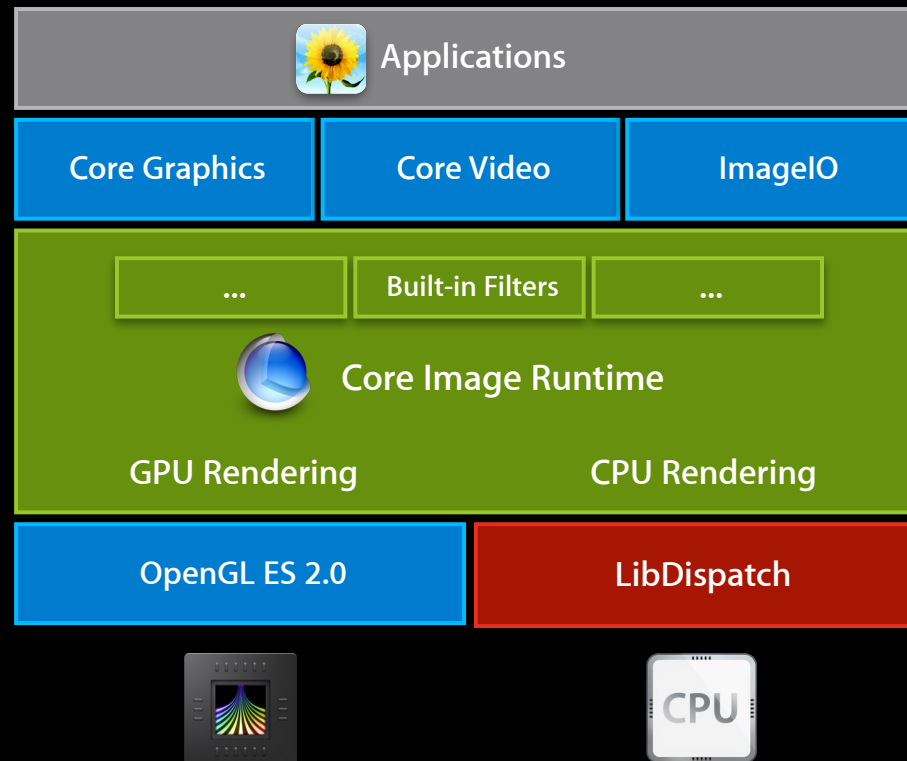 Applications
Core Graphics
Core Video
ImageIO
...
Built-in Filters
...
Core Image Runtime
GPU Rendering
CPU Rendering
OpenGL ES 2.0
LibDispatch
CPU